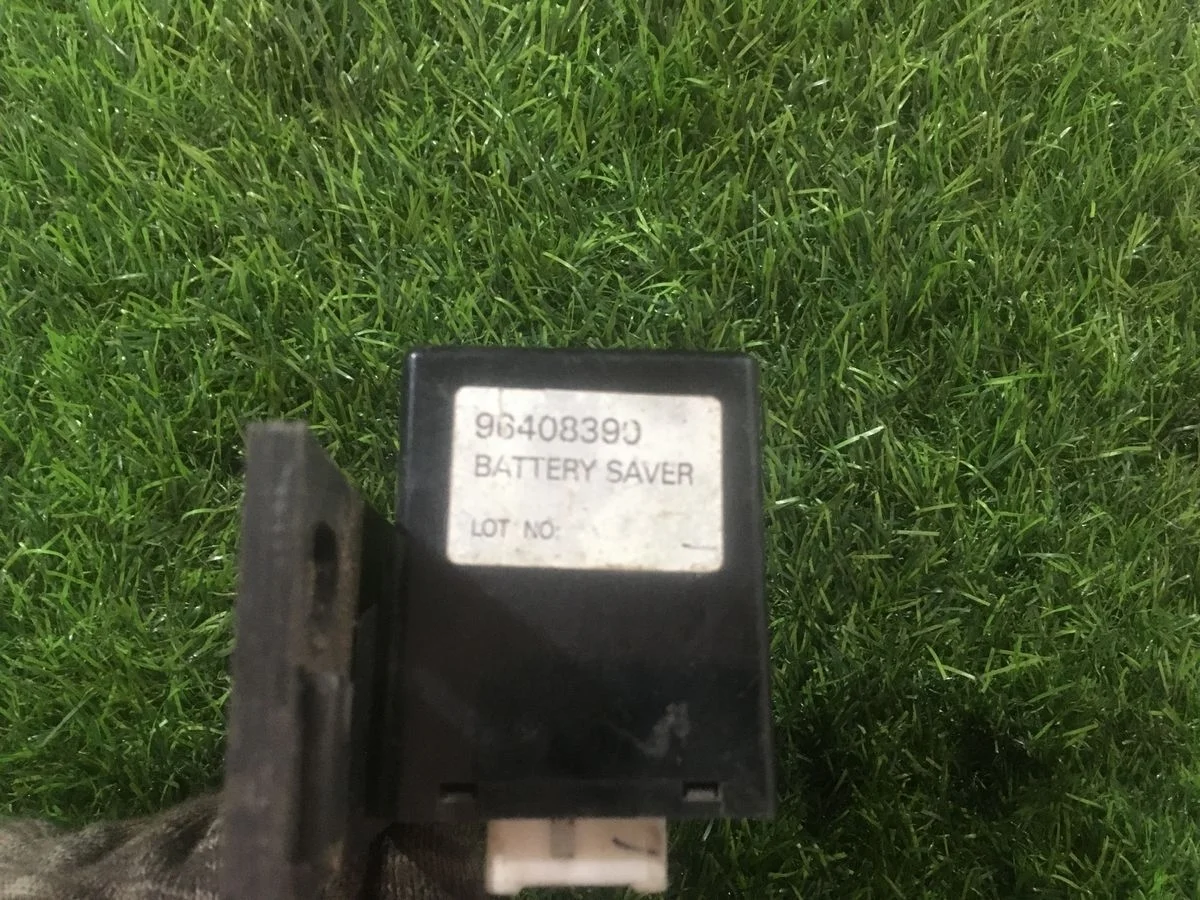 96408390
BATTERY SAVER
LOT NO: